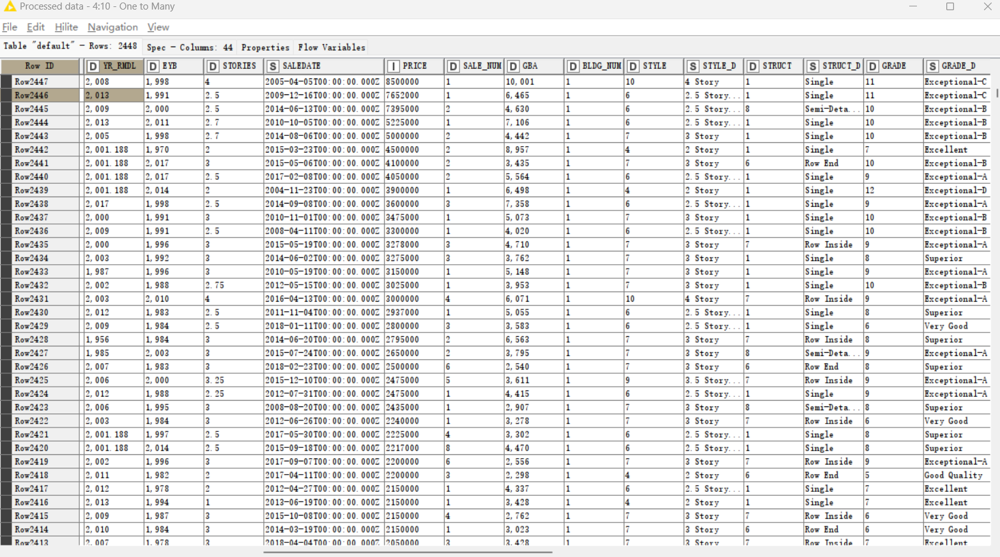 Processed data - 4:10 - One to Many
File Edit Hilite Navigation View
Table "default" - Rows: 2448 Spec - Columns: 44 Properties Flow Variables
Row ID D YR_RMDL D EYB D STORIES S SALEDATE I PRICE D SALE_NUM D GBA D BLDG_NUM D STYLE S STYLE_D D STRUCT S STRUCT_D D GRADE S GRADE_D
Row2447 2,008 1,998 4 2005-04-05T00:00:00.000Z 8500000 1 10,001 1 10 4 Story 1 Single 11 Exceptional-C
Row2446 2,013 1,991 2.5 2009-12-16T00:00:00.000Z 7652000 1 6,465 1 6 2.5 Story... 1 Single 11 Exceptional-C
Row2445 2,009 2,000 2.5 2014-06-13T00:00:00.000Z 7395000 2 4,630 1 6 2.5 Story... 8 Semi-Deta... 10 Exceptional-B
Row2444 2,013 2,011 2.7 2010-10-05T00:00:00.000Z 5225000 1 7,106 1 6 2.5 Story... 1 Single 10 Exceptional-B
Row2443 2,005 1,998 2.7 2014-08-06T00:00:00.000Z 5000000 2 4,442 1 7 3 Story 1 Single 10 Exceptional-B
Row2442 2,001.188 1,970 2 2015-03-23T00:00:00.000Z 4500000 2 8,957 1 4 2 Story 1 Single 7 Excellent
Row2441 2,001.188 2,017 3 2015-05-06T00:00:00.000Z 4100000 2 3,435 1 7 3 Story 6 Row End 10 Exceptional-B
Row2440 2,001.188 2,017 2.5 2017-02-08T00:00:00.000Z 4050000 2 5,564 1 6 2.5 Story... 1 Single 9 Exceptional-A
Row2439 2,001.188 2,014 2 2004-11-23T00:00:00.000Z 3900000 1 6,498 1 4 2 Story 1 Single 12 Exceptional-D
Row2438 2,017 1,998 2.5 2014-09-08T00:00:00.000Z 3600000 3 7,358 1 6 2.5 Story... 1 Single 9 Exceptional-A
Row2437 2,000 1,991 3 2010-11-01T00:00:00.000Z 3475000 1 5,073 1 7 3 Story 1 Single 10 Exceptional-B
Row2436 2,009 1,991 2.5 2008-04-11T00:00:00.000Z 3300000 1 4,020 1 6 2.5 Story... 1 Single 10 Exceptional-B
Row2435 2,000 1,996 3 2015-05-19T00:00:00.000Z 3278000 3 4,710 1 7 3 Story 7 Row Inside 9 Exceptional-A
Row2434 2,003 1,992 3 2014-06-02T00:00:00.000Z 3275000 3 3,762 1 7 3 Story 1 Single 8 Superior
Row2433 1,987 1,996 3 2010-05-19T00:00:00.000Z 3150000 1 5,148 1 7 3 Story 1 Single 9 Exceptional-A
Row2432 2,002 1,988 2.75 2012-05-15T00:00:00.000Z 3025000 1 3,953 1 7 3 Story 1 Single 10 Exceptional-B
Row2431 2,003 2,010 4 2016-04-13T00:00:00.000Z 3000000 4 6,071 1 10 4 Story 7 Row Inside 9 Exceptional-A
Row2430 2,012 1,983 2.5 2011-11-04T00:00:00.000Z 2937000 1 5,055 1 6 2.5 Story... 1 Single 8 Superior
Row2429 2,009 1,984 2.5 2018-01-11T00:00:00.000Z 2800000 3 3,583 1 6 2.5 Story... 1 Single 6 Very Good
Row2428 1,956 1,984 3 2014-06-20T00:00:00.000Z 2795000 2 6,563 1 7 3 Story 7 Row Inside 8 Superior
Row2427 1,985 2,003 3 2015-07-24T00:00:00.000Z 2650000 2 3,795 1 7 3 Story 8 Semi-Deta... 9 Exceptional-A
Row2426 2,007 1,983 3 2018-02-23T00:00:00.000Z 2500000 6 2,540 1 7 3 Story 6 Row End 8 Superior
Row2425 2,006 2,000 3.25 2015-12-10T00:00:00.000Z 2475000 5 3,611 1 9 3.5 Story... 7 Row Inside 9 Exceptional-A
Row2424 2,012 1,988 2.25 2012-07-31T00:00:00.000Z 2475000 1 4,415 1 6 2.5 Story... 1 Single 9 Exceptional-A
Row2423 2,006 1,995 3 2008-08-20T00:00:00.000Z 2435000 1 2,907 1 7 3 Story 8 Semi-Deta... 8 Superior
Row2422 2,003 1,984 3 2012-06-26T00:00:00.000Z 2240000 1 3,278 1 7 3 Story 7 Row Inside 6 Very Good
Row2421 2,001.188 1,997 2.5 2017-05-30T00:00:00.000Z 2225000 4 3,302 1 6 2.5 Story... 1 Single 8 Superior
Row2420 2,001.188 2,014 2.5 2015-09-18T00:00:00.000Z 2217000 8 4,470 1 6 2.5 Story... 1 Single 8 Superior
Row2419 2,002 1,996 3 2017-09-07T00:00:00.000Z 2200000 6 2,556 1 7 3 Story 7 Row Inside 9 Exceptional-A
Row2418 2,011 1,982 2 2017-04-11T00:00:00.000Z 2200000 3 2,298 1 4 2 Story 6 Row End 5 Good Quality
Row2417 2,012 1,978 2 2012-04-27T00:00:00.000Z 2150000 1 4,337 1 6 2.5 Story... 1 Single 7 Excellent
Row2416 2,013 1,994 1 2013-06-19T00:00:00.000Z 2150000 1 3,428 1 4 2 Story 1 Single 7 Excellent
Row2415 2,009 1,987 3 2015-10-08T00:00:00.000Z 2150000 4 2,762 1 7 3 Story 7 Row Inside 6 Very Good
Row2414 2,010 1,984 3 2014-03-19T00:00:00.000Z 2150000 1 3,023 1 7 3 Story 6 Row End 6 Very Good
Row2413 2,007 1,978 3 2018-04-04T00:00:00.000Z 2050000 3 3,428 1 7 3 Story 7 Row Inside 7 Excellent